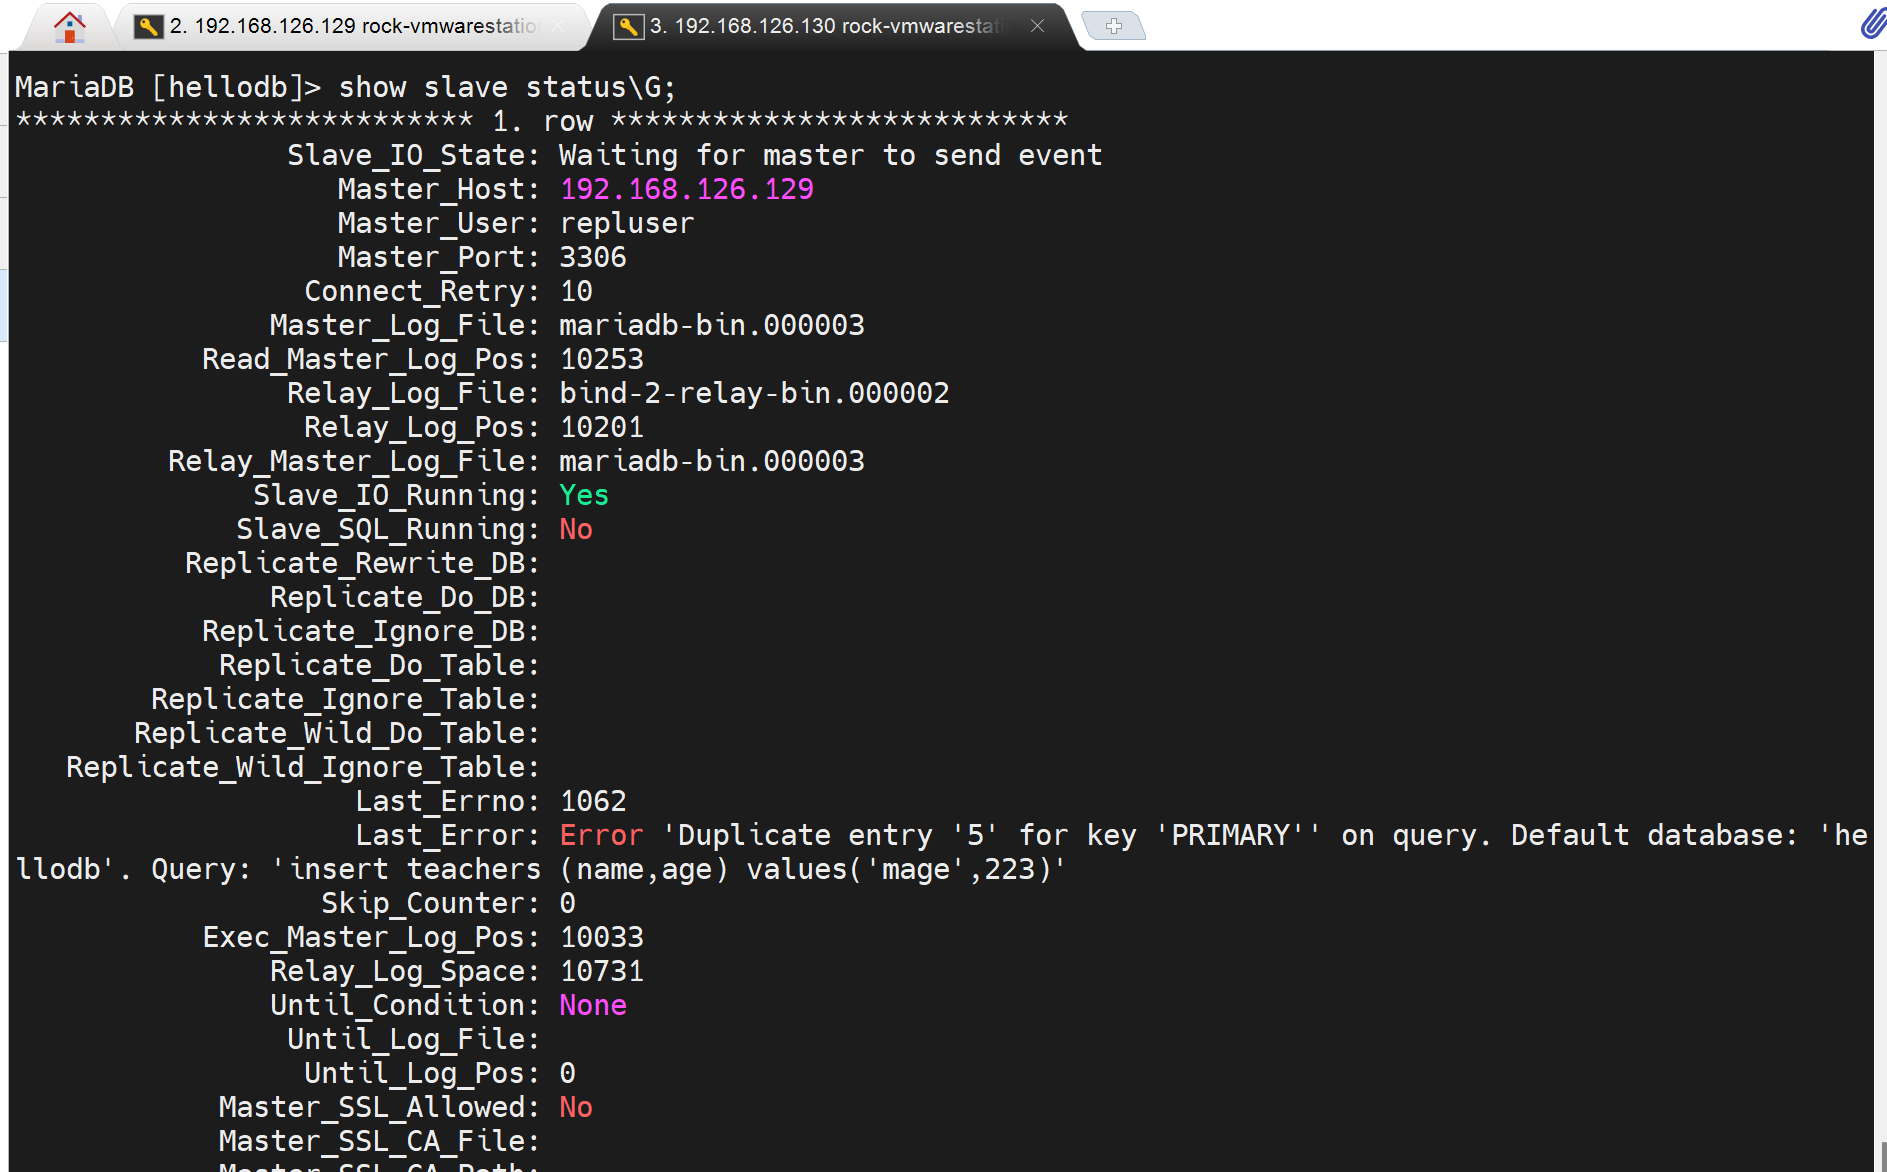 2. 192.168.126.129 rock-vmwarestatio
3. 192.168.126.130 rock-vmwarestati
MariaDB [hellodb]> show slave status\G;
*************************** 1. row ***************************
Slave_IO_State: Waiting for master to send event
Master_Host: 192.168.126.129
Master_User: repluser
Master_Port: 3306
Connect_Retry: 10
Master_Log_File: mariadb-bin.000003
Read_Master_Log_Pos: 10253
Relay_Log_File: bind-2-relay-bin.000002
Relay_Log_Pos: 10201
Relay_Master_Log_File: mariadb-bin.000003
Slave_IO_Running: Yes
Slave_SQL_Running: No
Replicate_Rewrite_DB:
Replicate_Do_DB:
Replicate_Ignore_DB:
Replicate_Do_Table:
Replicate_Ignore_Table:
Replicate_Wild_Do_Table:
Replicate_Wild_Ignore_Table:
Last_Errno: 1062
Last_Error: Error 'Duplicate entry '5' for key 'PRIMARY'' on query. Default database: 'he
llodb'. Query: 'insert teachers (name,age) values('mage',223)'
Skip_Counter: 0
Exec_Master_Log_Pos: 10033
Relay_Log_Space: 10731
Until_Condition: None
Until_Log_File:
Until_Log_Pos: 0
Master_SSL_Allowed: No
Master_SSL_CA_File:
Master_SSL_CA_Path: